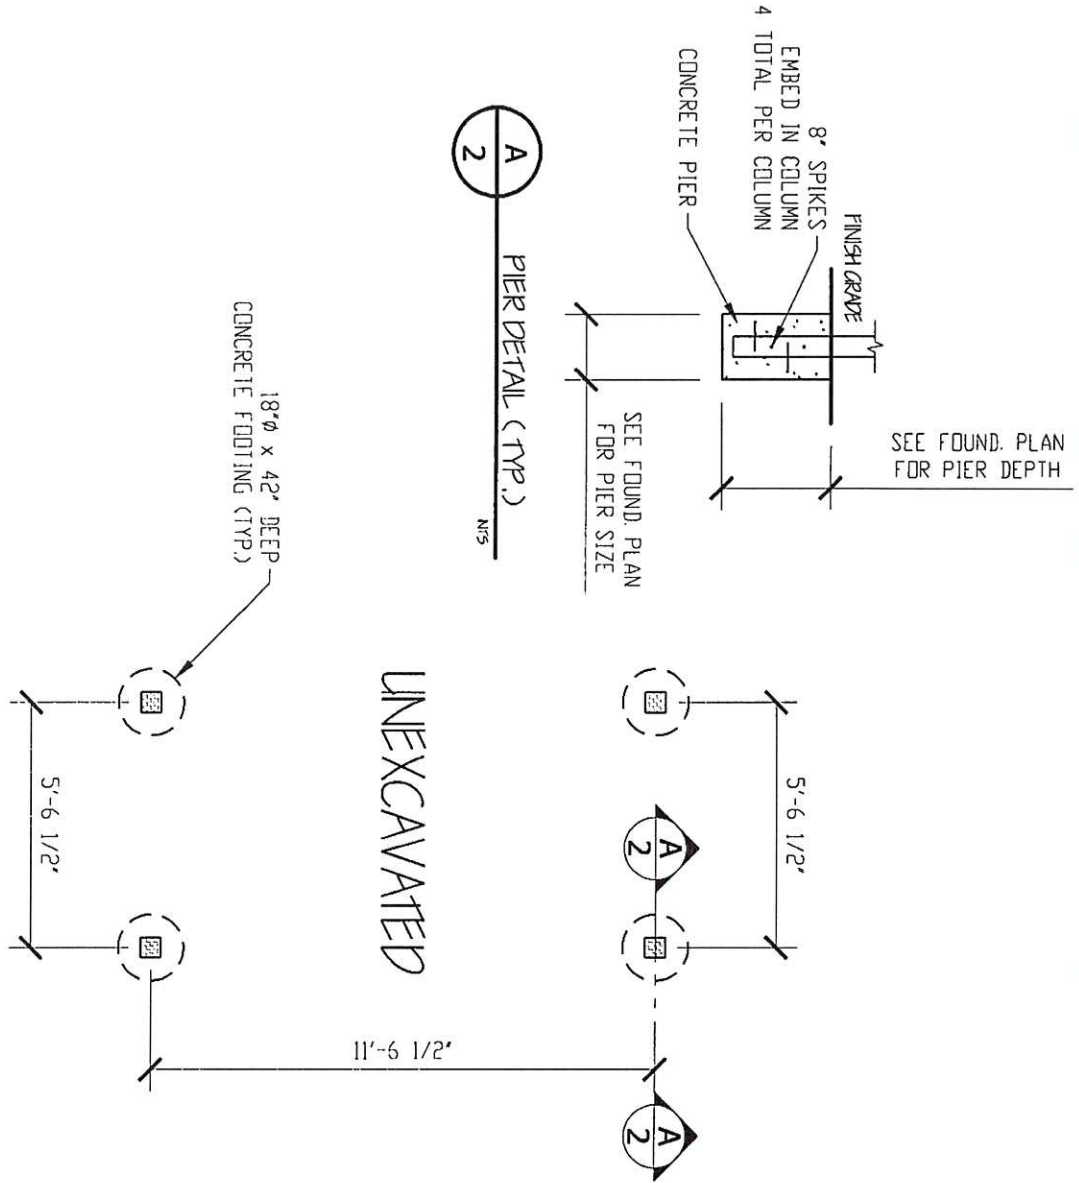 8" SPIKES
EMBED IN COLUMN
4 TOTAL PER COLUMN
CONCRETE PIER
FINISH GRADE
SEE FOUND. PLAN
FOR PIER DEPTH
SEE FOUND. PLAN
FOR PIER SIZE
A
2
PIER DETAIL (TYP.)
NTS
18"φ x 42" DEEP
CONCRETE FOOTING (TYP.)
UNEXCAVATED
5'-6 1/2"
A
2
5'-6 1/2"
11'-6 1/2"
A
2